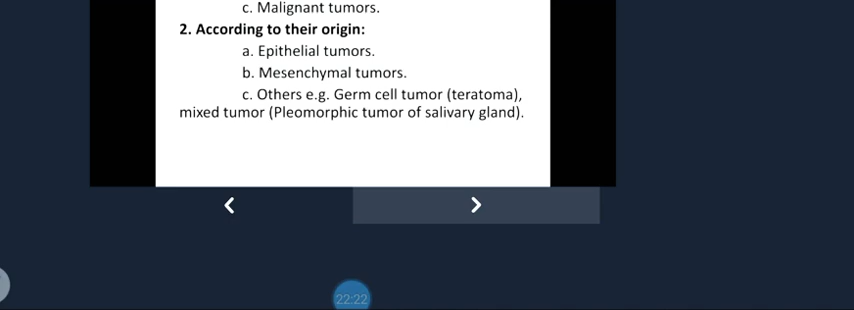 c. Malignant tumors.
2. According to their origin:
a. Epithelial tumors.
b. Mesenchymal tumors.
c. Others e.g. Germ cell tumor (teratoma),
mixed tumor (Pleomorphic tumor of salivary gland).
22:22